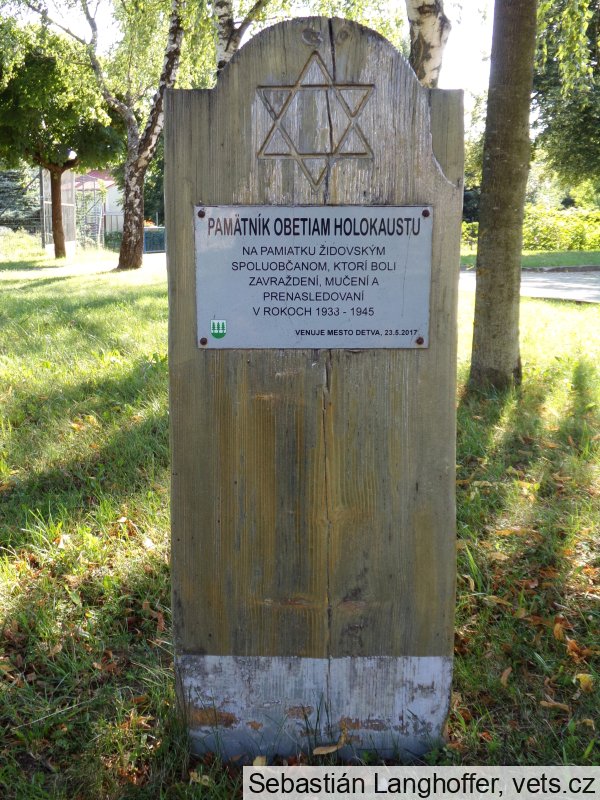 PAMÄTNÍK OBETIAM HOLOKAUSTU
NA PAMIATKU ŽIDOVSKÝM
SPOLUOBČANOM, KTORÍ BOLI
ZAVRAŽDENÍ, MUČENÍ A
PRENASLEDOVANÍ
V ROKOCH 1933 - 1945
VENUJE MESTO DETVA, 23.5.2017
Sebastián Langhoffer, vets.cz